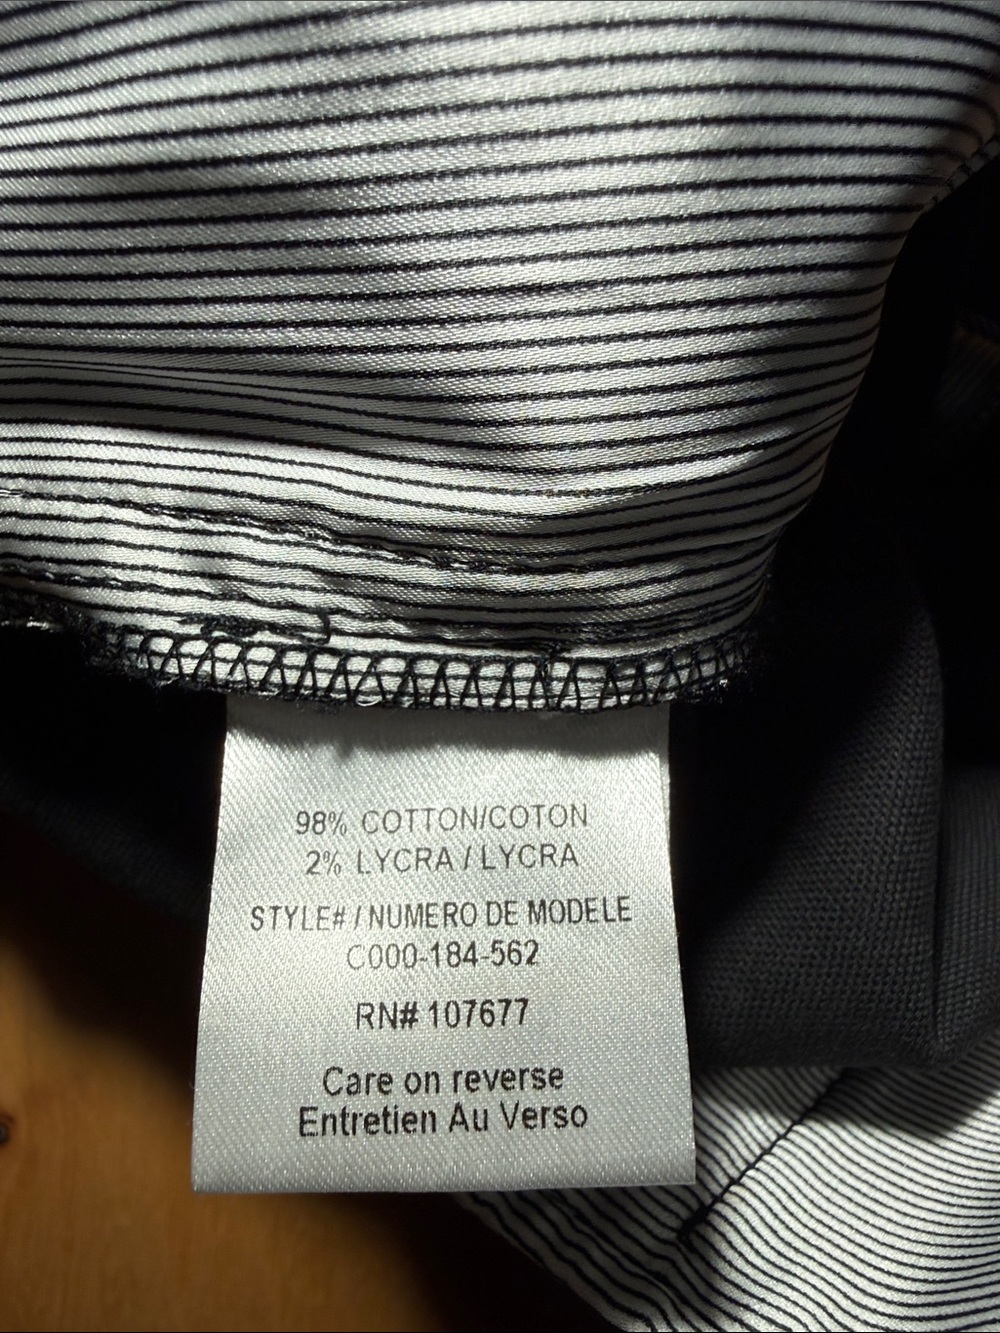 98% COTTON/COTON
2% LYCRA / LYCRA
STYLE# / NUMERO DE MODELE
C000-184-562
RN# 107677
Care on reverse
Entretien Au Verso